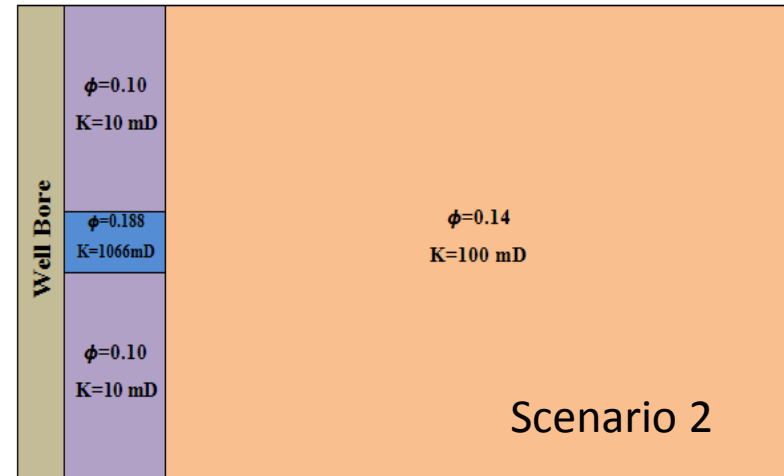 Well Bore
ϕ=0.10
K=10 mD
ϕ=0.188
K=1066mD
ϕ=0.10
K=10 mD
ϕ=0.14
K=100 mD
Scenario 2